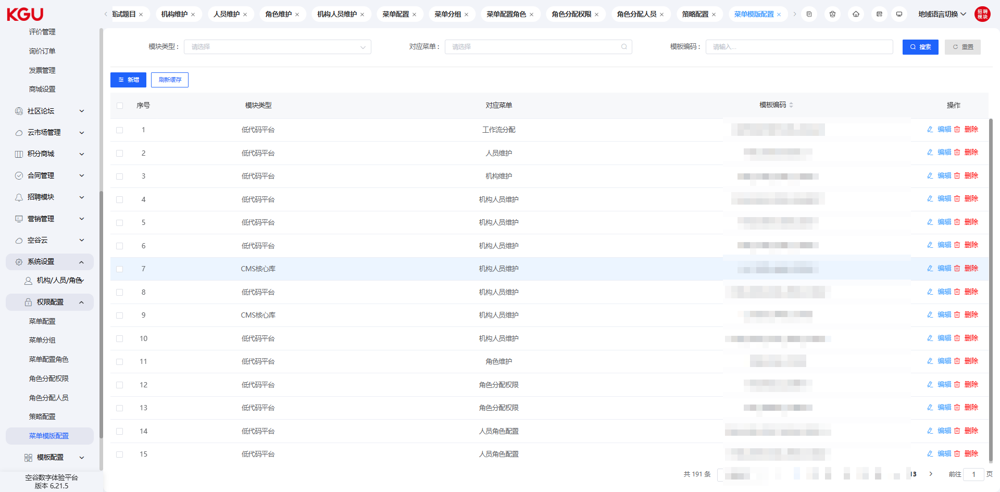 KGU
面试题目 机构维护 人员维护 角色维护 机构人员维护 菜单配置 菜单分组 菜单配置角色 角色分配权限 角色分配人员 策略配置 菜单模版配置 地域语言切换 招聘模块
评价管理
询价订单
发票管理
商城设置
社区论坛
云市场管理
积分商城
合同管理
招聘模块
营销管理
空谷云
系统设置
机构/人员/角色
权限配置
菜单配置
菜单分组
菜单配置角色
角色分配权限
角色分配人员
策略配置
菜单模版配置
模板配置
空谷数字体验平台
版本 6.21.5
模块类型： 请选择 对应菜单： 请选择 模板编码： 请输入... 搜索 重置
新增 刷新缓存
序号 模块类型 对应菜单 模板编码 操作
1 低代码平台 工作流分配 编辑 删除
2 低代码平台 人员维护 编辑 删除
3 低代码平台 机构维护 编辑 删除
4 低代码平台 机构人员维护 编辑 删除
5 低代码平台 机构人员维护 编辑 删除
6 低代码平台 机构人员维护 编辑 删除
7 CMS核心库 机构人员维护 编辑 删除
8 低代码平台 机构人员维护 编辑 删除
9 CMS核心库 机构人员维护 编辑 删除
10 低代码平台 机构人员维护 编辑 删除
11 低代码平台 角色维护 编辑 删除
12 低代码平台 角色分配权限 编辑 删除
13 低代码平台 角色分配权限 编辑 删除
14 低代码平台 人员角色配置 编辑 删除
15 低代码平台 人员角色配置 编辑 删除
共 191 条 13 前往 1 页